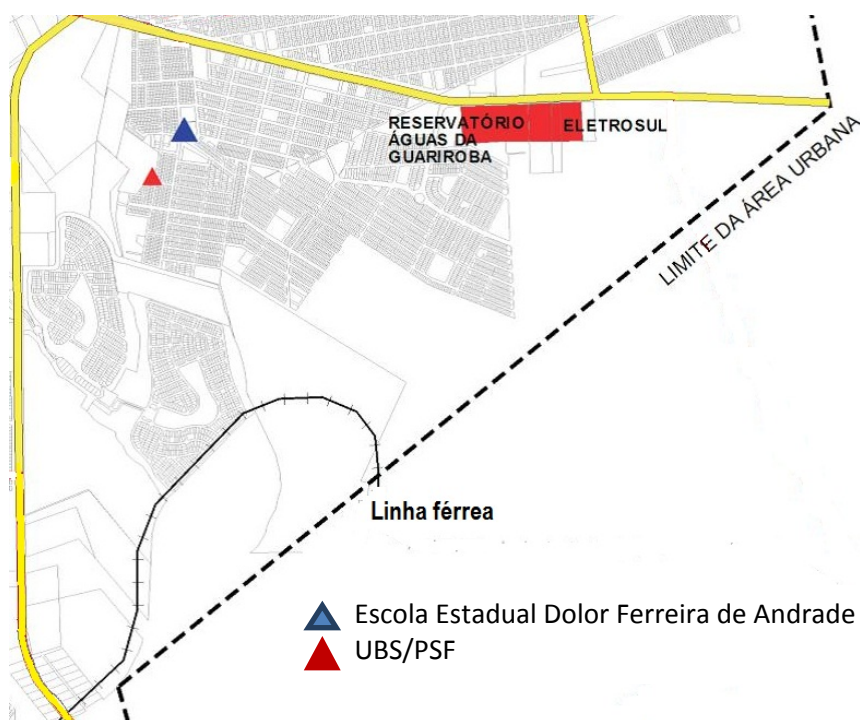 RESERVATÓRIO
ÁGUAS DA
GUARIROBA
ELETROSUL
LIMITE DA ÁREA URBANA
Linha férrea
Escola Estadual Dolor Ferreira de Andrade
UBS/PSF